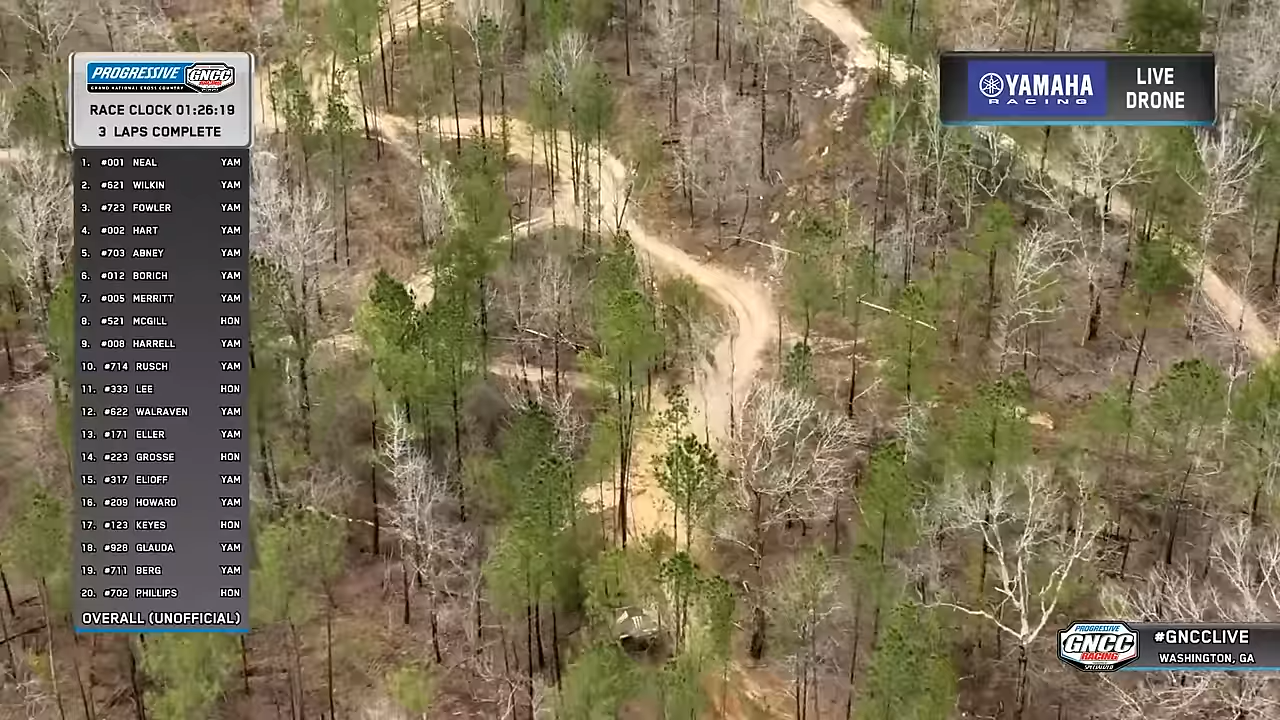 PROGRESSIVE GNCC RACING
GRAND NATIONAL CROSS COUNTRY
RACE CLOCK 01:26:19
3 LAPS COMPLETE
1. #001 NEAL YAM
2. #621 WILKIN YAM
3. #723 FOWLER YAM
4. #002 HART YAM
5. #703 ABNEY YAM
6. #012 BORICH YAM
7. #005 MERRITT YAM
8. #521 MCGILL HON
9. #008 HARRELL YAM
10. #714 RUSCH YAM
11. #333 LEE HON
12. #622 WALRAVEN YAM
13. #171 ELLER YAM
14. #223 GROSSE HON
15. #317 ELIOFF YAM
16. #209 HOWARD YAM
17. #123 KEYES HON
18. #928 GLAUDA YAM
19. #711 BERG YAM
20. #702 PHILLIPS HON
OVERALL (UNOFFICIAL)
YAMAHA
RACING
LIVE
DRONE
PROGRESSIVE
GNCC
RACING
SPECIALIZED
#GNCCLIVE
WASHINGTON, GA